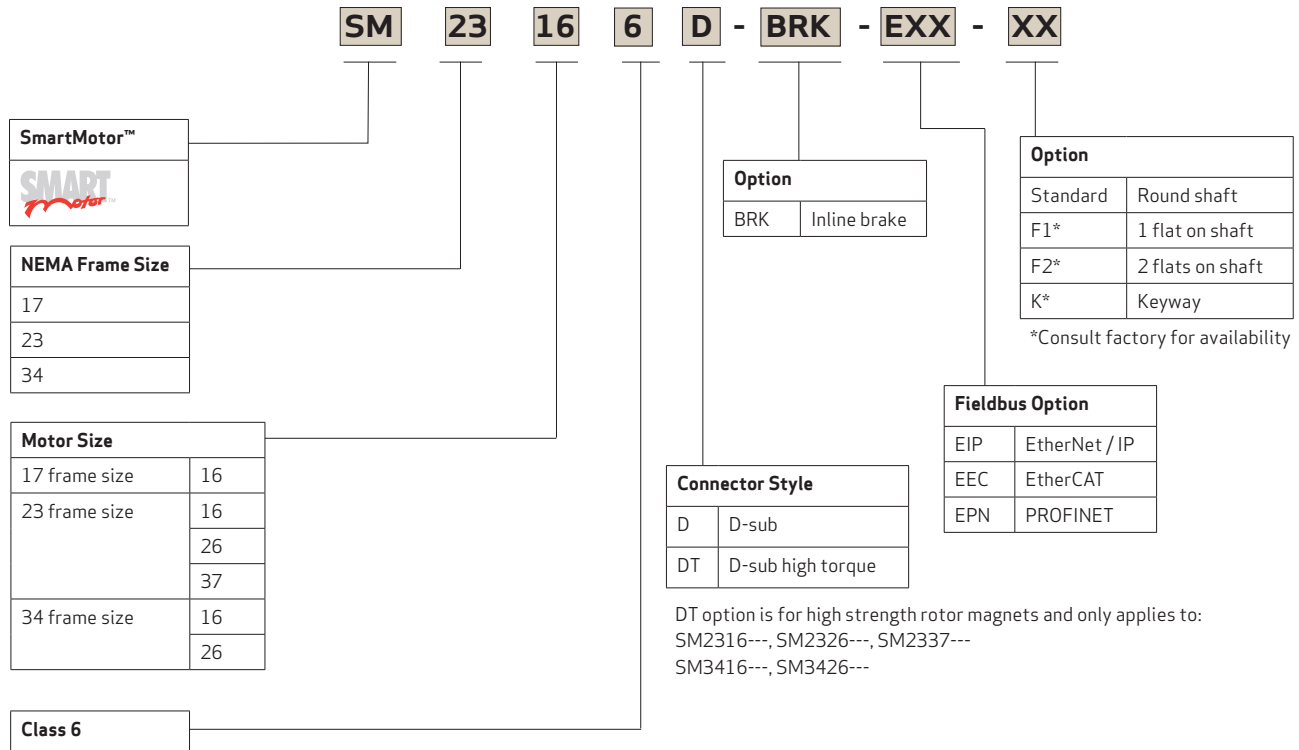 SM 23 16 6 D - BRK - EXX - XX
SmartMotor™
SMART
motor™
NEMA Frame Size
17
23
34
Motor Size
17 frame size 16
23 frame size 16
26
37
34 frame size 16
26
Class 6
Option
BRK Inline brake
Connector Style
D D-sub
DT D-sub high torque
DT option is for high strength rotor magnets and only applies to:
SM2316---, SM2326---, SM2337---
SM3416---, SM3426---
Option
Standard Round shaft
F1* 1 flat on shaft
F2* 2 flats on shaft
K* Keyway
*Consult factory for availability
Fieldbus Option
EIP EtherNet / IP
EEC EtherCAT
EPN PROFINET